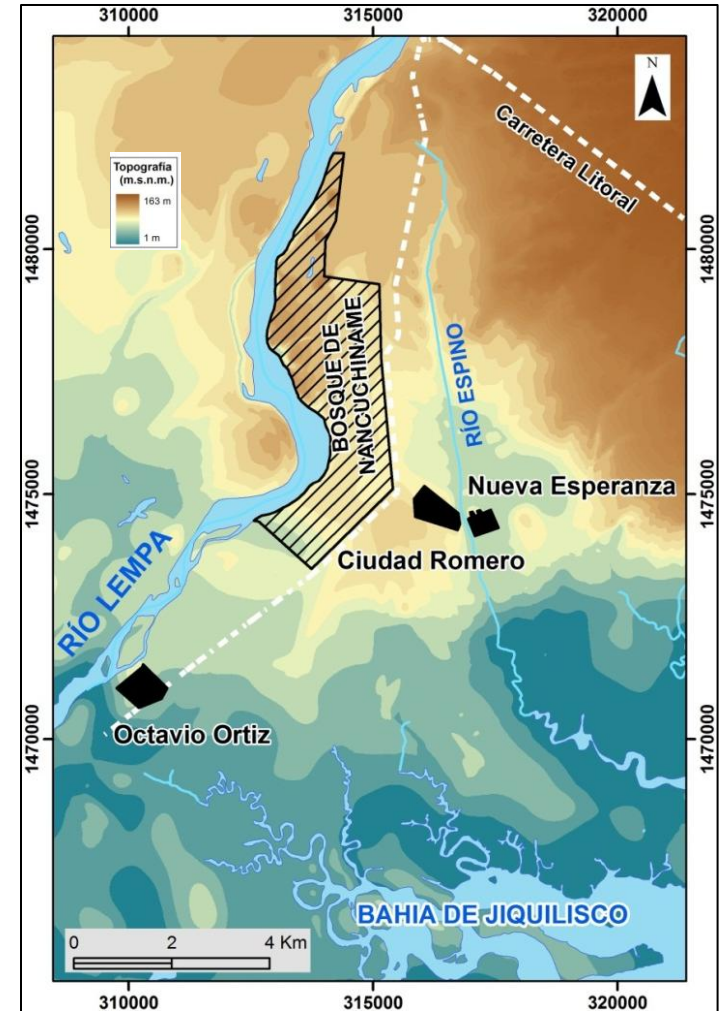 310000 315000 320000
N
Carretera Litoral
Topografía
(m.s.n.m.)
163 m
1 m
1480000 1480000
BOSQUE DE
NANCUCHINAME
RÍO ESPINO
1475000 1475000
Nueva Esperanza
Ciudad Romero
RÍO LEMPA
1470000 1470000
Octavio Ortiz
BAHIA DE JIQUILISCO
0 2 4 Km
310000 315000 320000